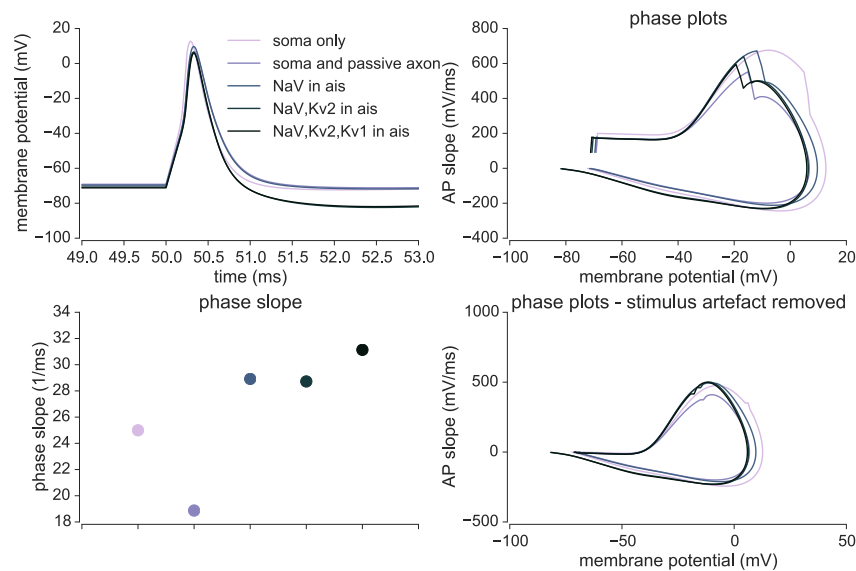 20
0
−20
−40
−60
−80
−100
membrane potential (mV)
soma only
soma and passive axon
NaV in ais
NaV,Kv2 in ais
NaV,Kv2,Kv1 in ais
49.0 49.5 50.0 50.5 51.0 51.5 52.0 52.5 53.0
time (ms)
phase plots
800
600
400
200
0
−200
−400
AP slope (mV/ms)
−100 −80 −60 −40 −20 0 20
membrane potential (mV)
phase slope
34
32
30
28
26
24
22
20
18
phase slope (1/ms)
phase plots - stimulus artefact removed
1000
500
0
−500
AP slope (mV/ms)
−100 −50 0 50
membrane potential (mV)